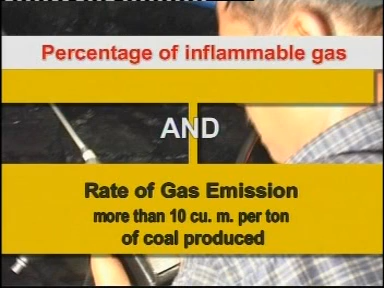 Percentage of inflammable gas
AND
Rate of Gas Emission
more than 10 cu. m. per ton
of coal produced